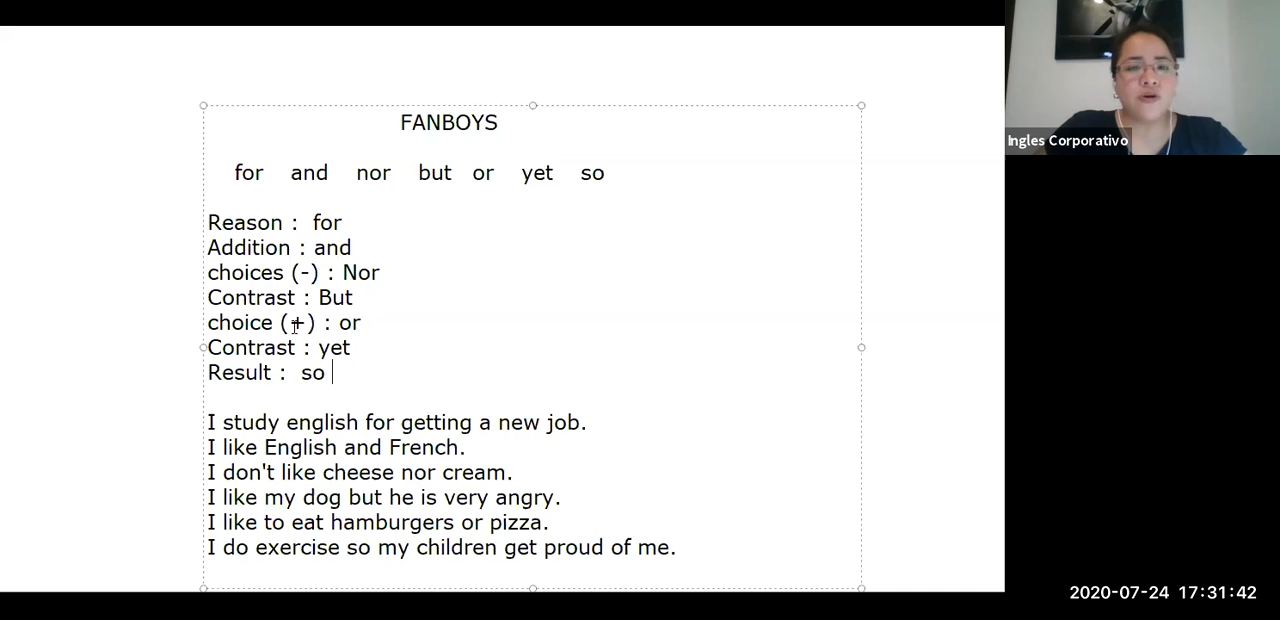 FANBOYS
for and nor but or yet so
Reason : for
Addition : and
choices (-) : Nor
Contrast : But
choice (+) : or
Contrast : yet
Result : so
I study english for getting a new job.
I like English and French.
I don't like cheese nor cream.
I like my dog but he is very angry.
I like to eat hamburgers or pizza.
I do exercise so my children get proud of me.
Ingles Corporativo
2020-07-24 17:31:42